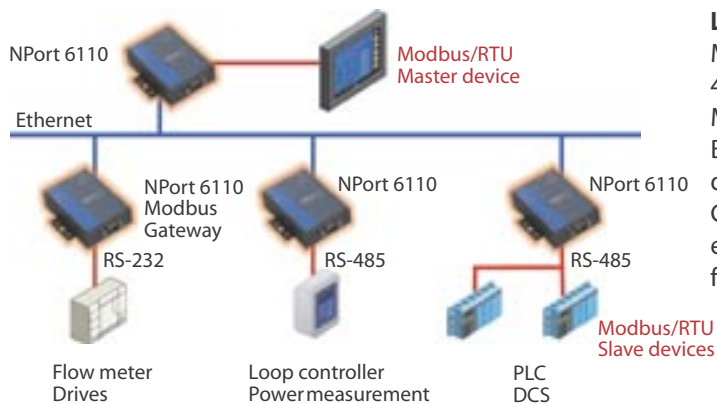 NPort 6110
Modbus/RTU
Master device
Ethernet
NPort 6110
Modbus
Gateway
NPort 6110
NPort 6110
RS-232
RS-485
RS-485
Modbus/RTU
Slave devices
Flow meter
Drives
Loop controller
Power measurement
PLC
DCS
L
M
4
M
E
c
C
e
f